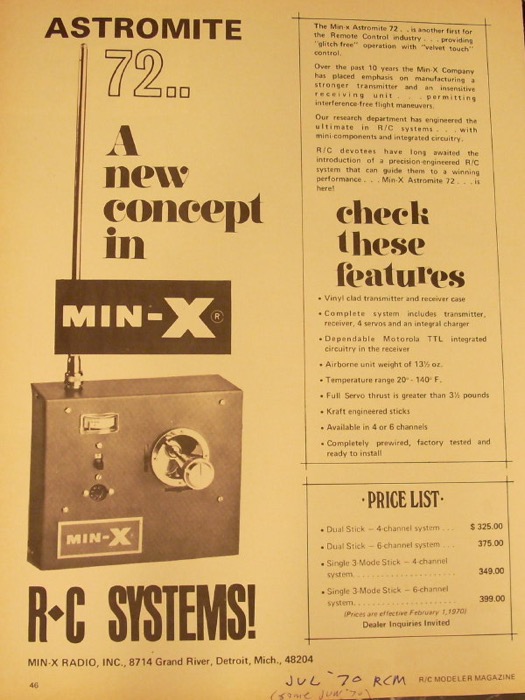 ASTROMITE
72..
A
new
concept
in
MIN-X ®
MIN-X
R•C SYSTEMS!
The Min-x Astromite 72 . . is another first for
the Remote Control industry . . . providing
"glitch free" operation with "velvet touch"
control.
Over the past 10 years the Min-X Company
has placed emphasis on manufacturing a
stronger transmitter and an insensitive
receiving unit . . . permitting
interference-free flight maneuvers.
Our research department has engineered the
ultimate in R/C systems . . . with
mini-components and integrated circuitry.
R/C devotees have long awaited the
introduction of a precision-engineered R/C
system that can guide them to a winning
performance . . . Min-X Astromite 72 . . . is
here!
check
these
features
• Vinyl clad transmitter and receiver case
• Complete system includes transmitter,
receiver, 4 servos and an integral charger
• Dependable Motorola TTL integrated
circuitry in the receiver
• Airborne unit weight of 13½ oz.
• Temperature range 20° - 140° F.
• Full Servo thrust is greater than 3½ pounds
• Kraft engineered sticks
• Available in 4 or 6 channels
• Completely prewired, factory tested and
ready to install
·PRICE LIST·
• Dual Stick — 4-channel system . . . $ 325.00
• Dual Stick — 6-channel system . . . . 375.00
• Single 3-Mode Stick — 4-channel
system. . . . . . . . . . . . . . . . . . 349.00
• Single 3-Mode Stick — 6-channel
system. . . . . . . . . . . . . . . . . . 399.00
(Prices are effective February 1, 1970)
Dealer Inquiries Invited
MIN-X RADIO, INC., 8714 Grand River, Detroit, Mich., 48204
46
R/C MODELER MAGAZINE
JUL '70 RCM
(same JUN '70)